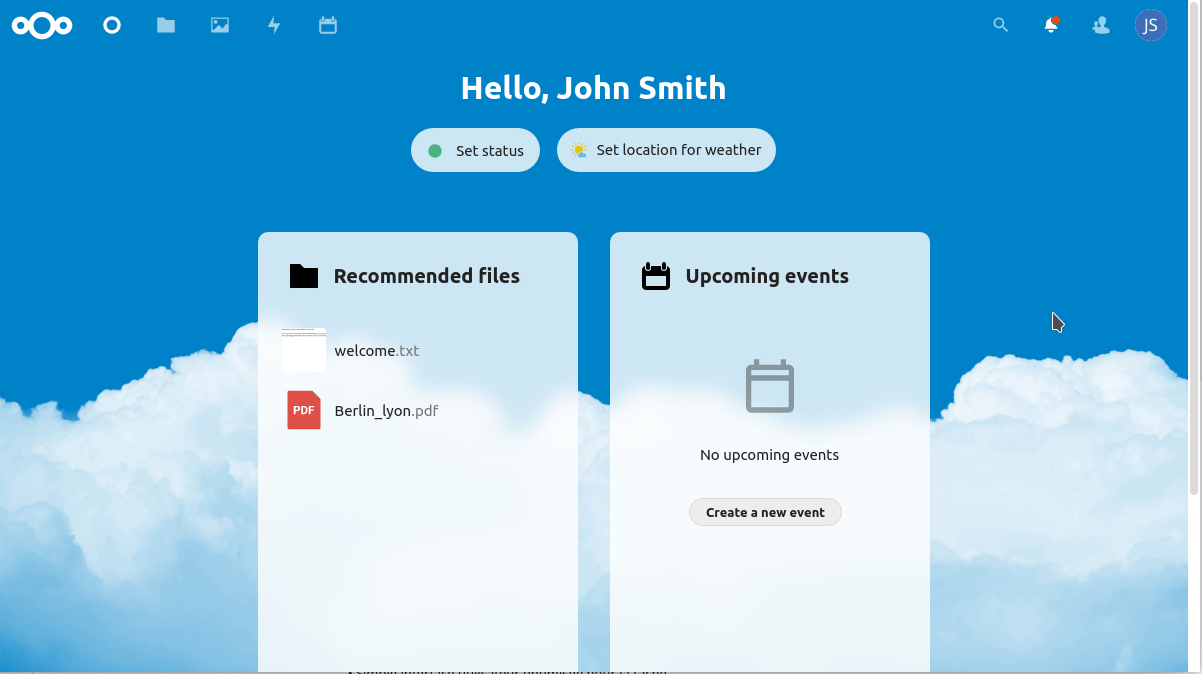 JS
Hello, John Smith
Set status
Set location for weather
Recommended files
welcome.txt
PDF
Berlin_lyon.pdf
Upcoming events
No upcoming events
Create a new event